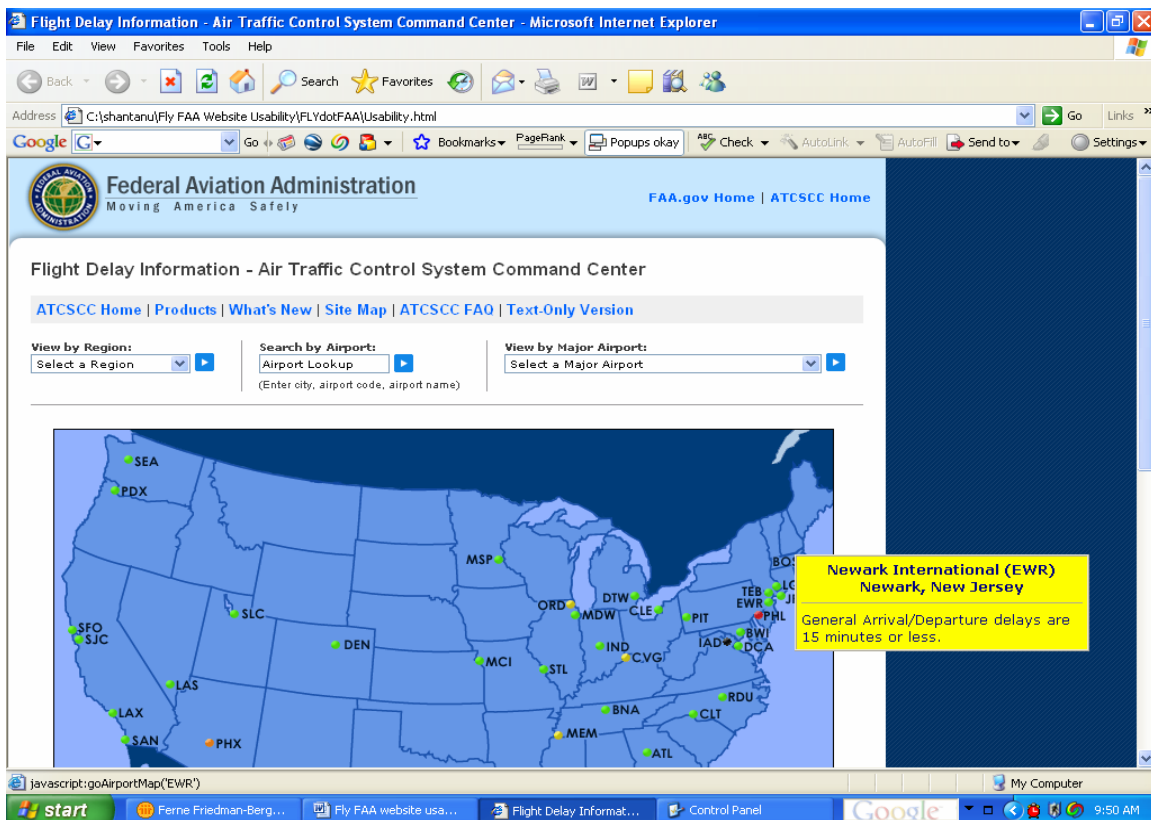 Flight Delay Information - Air Traffic Control System Command Center - Microsoft Internet Explorer
File Edit View Favorites Tools Help
Back Search Favorites
Address C:\shantanu\Fly FAA Website Usability\FLYdotFAA\Usability.html Go Links »
Google G Go Bookmarks PageRank Popups okay ABC Check AutoLink AutoFill Send to Settings
Federal Aviation Administration
Moving America Safely
FAA.gov Home | ATCSCC Home
Flight Delay Information - Air Traffic Control System Command Center
ATCSCC Home | Products | What's New | Site Map | ATCSCC FAQ | Text-Only Version
View by Region: Search by Airport: View by Major Airport:
Select a Region Airport Lookup Select a Major Airport
(Enter city, airport code, airport name)
SEA
PDX
MSP
BOS
Newark International (EWR)
Newark, New Jersey
General Arrival/Departure delays are
15 minutes or less.
TEB
EWR
ORD DTW
MDW CLE
PIT PHL
SLC
SFO
SJC
DEN
IND
IAD BWI
DCA
CVG
MCI STL
LAS
RDU
LAX
BNA CLT
SAN PHX
MEM
ATL
javascript:goAirportMap('EWR') My Computer
start Ferne Friedman-Berg... Fly FAA website usa... Flight Delay Informat... Control Panel Google 9:50 AM